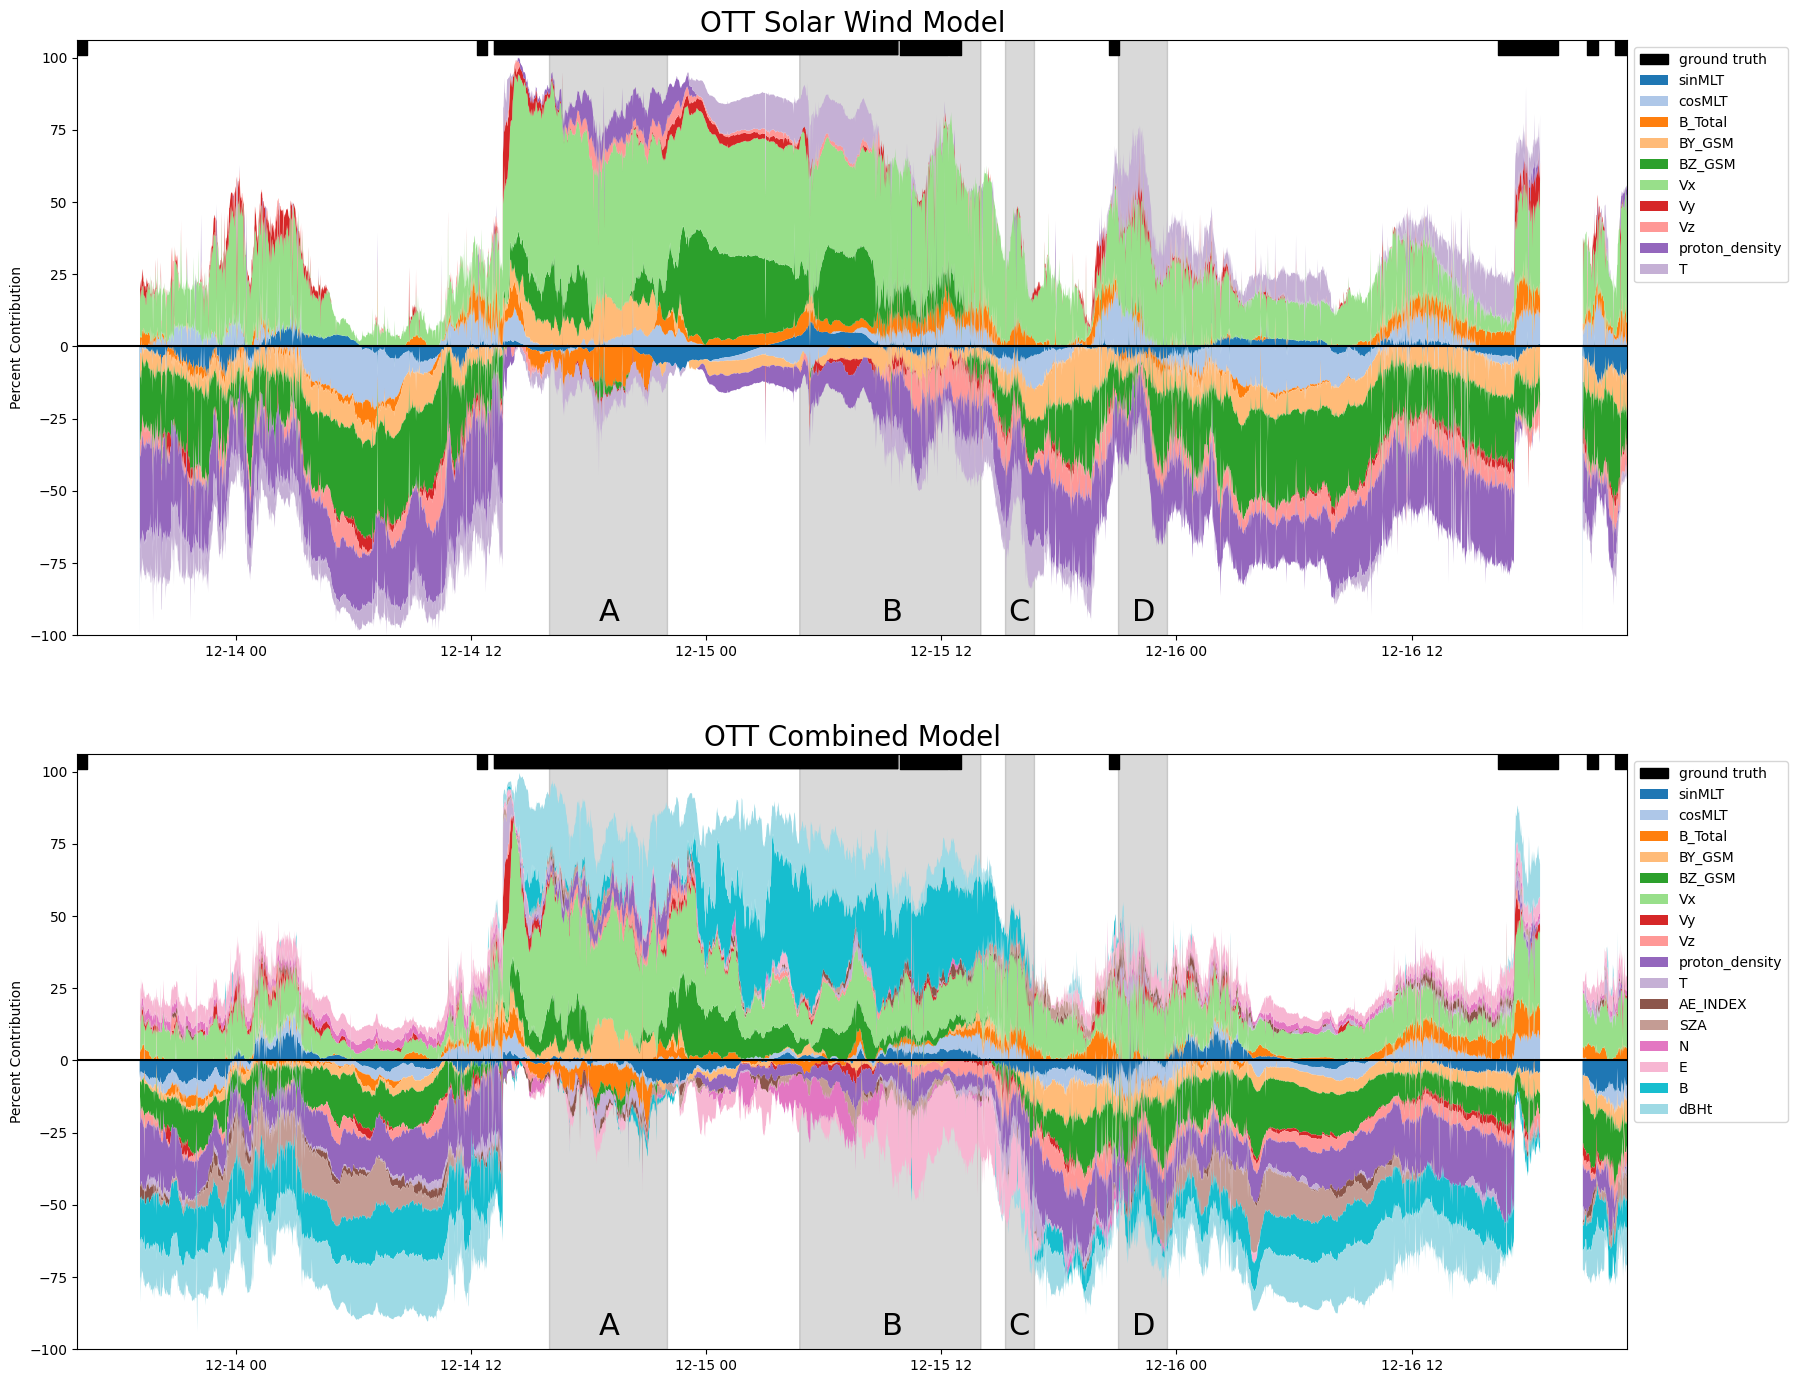 OTT Solar Wind Model
100
75
50
25
0
−25
−50
−75
−100
Percent Contribution
A
B
C
D
12-14 00
12-14 12
12-15 00
12-15 12
12-16 00
12-16 12
ground truth
sinMLT
cosMLT
B_Total
BY_GSM
BZ_GSM
Vx
Vy
Vz
proton_density
T
OTT Combined Model
100
75
50
25
0
−25
−50
−75
−100
Percent Contribution
A
B
C
D
12-14 00
12-14 12
12-15 00
12-15 12
12-16 00
12-16 12
ground truth
sinMLT
cosMLT
B_Total
BY_GSM
BZ_GSM
Vx
Vy
Vz
proton_density
T
AE_INDEX
SZA
N
E
B
dBHt